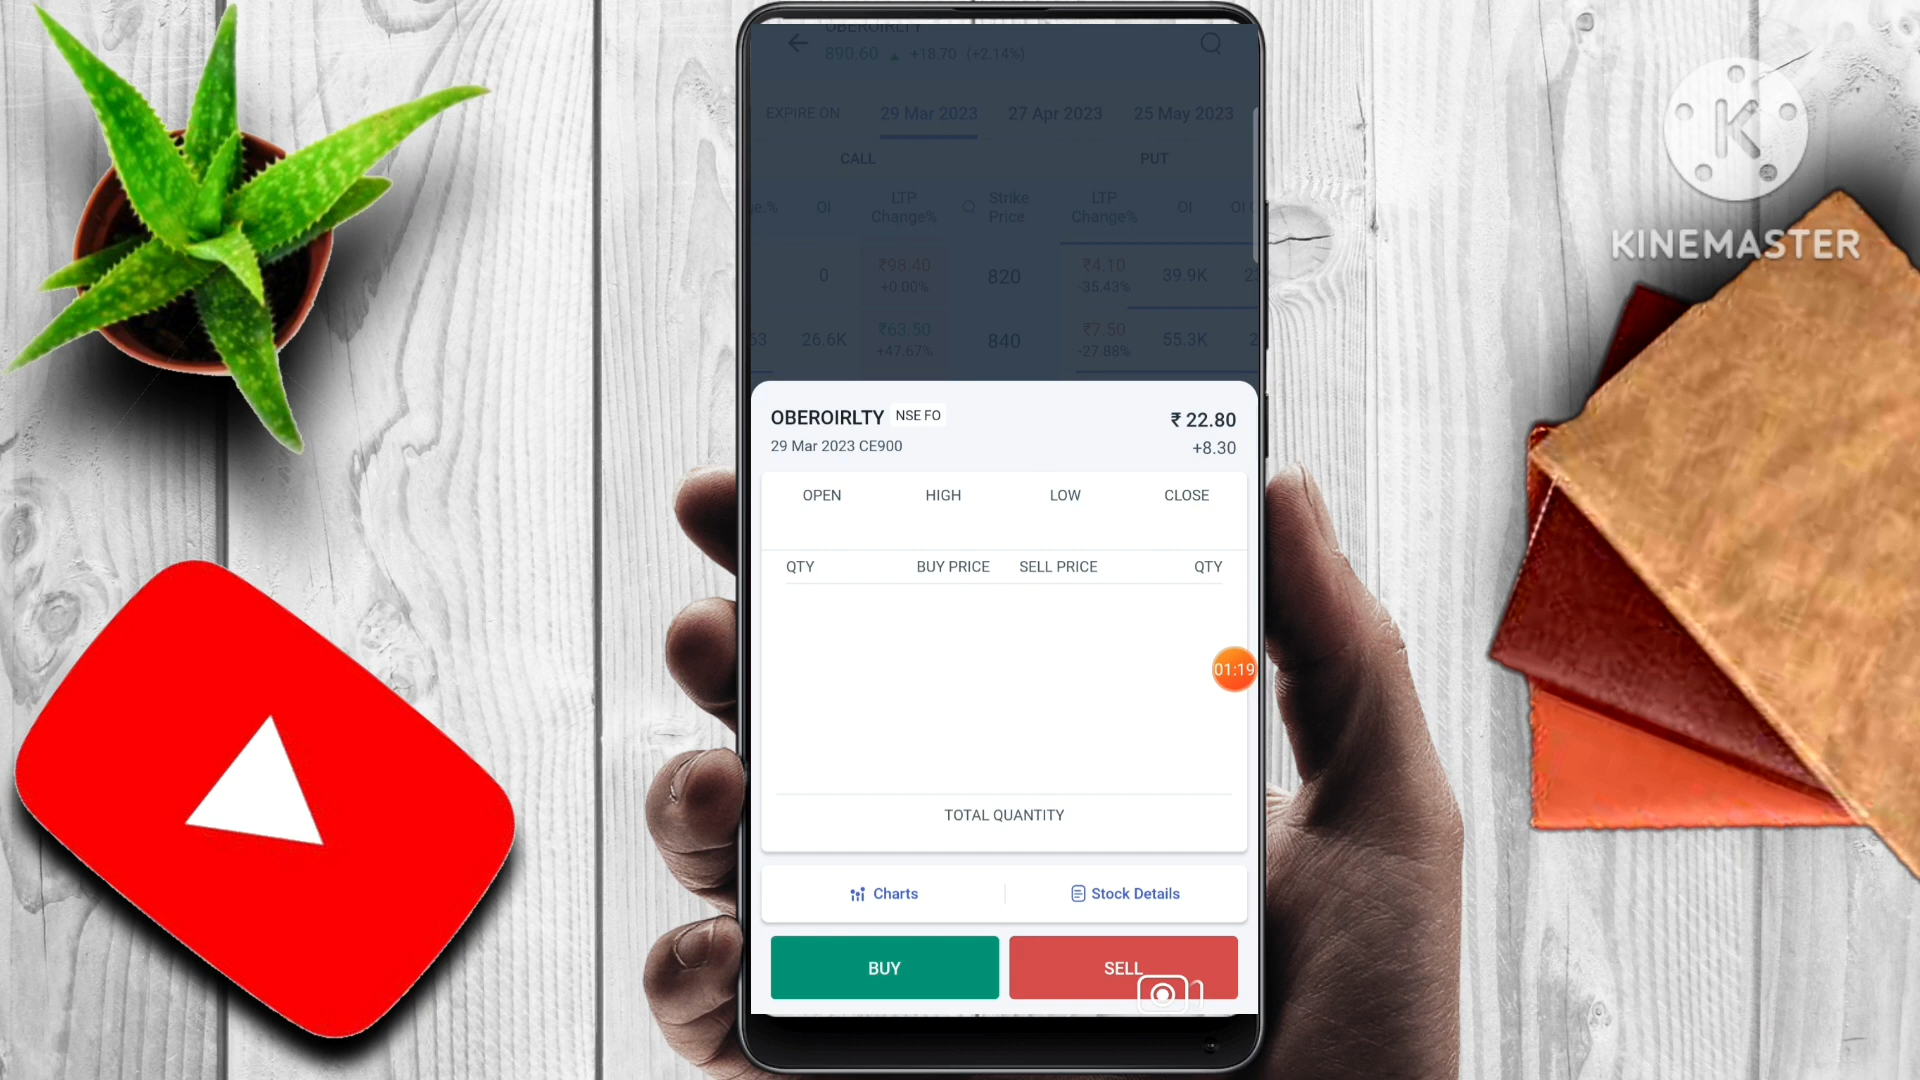 OBEROIRLTY
890.60 ▲ +18.70 (+2.14%)
EXPIRE ON 29 Mar 2023 27 Apr 2023 25 May 2023
CALL PUT
LTP Strike LTP
OI Change% Price Change% OI OI
0 ₹98.40 820 ₹4.10 39.9K
+0.00% -35.43%
26.6K ₹63.50 840 ₹7.50 55.3K
+47.67% -27.88%
OBEROIRLTY NSE FO ₹ 22.80
29 Mar 2023 CE900 +8.30
OPEN HIGH LOW CLOSE
QTY BUY PRICE SELL PRICE QTY
01:19
TOTAL QUANTITY
Charts Stock Details
BUY SELL
K
KINEMASTER